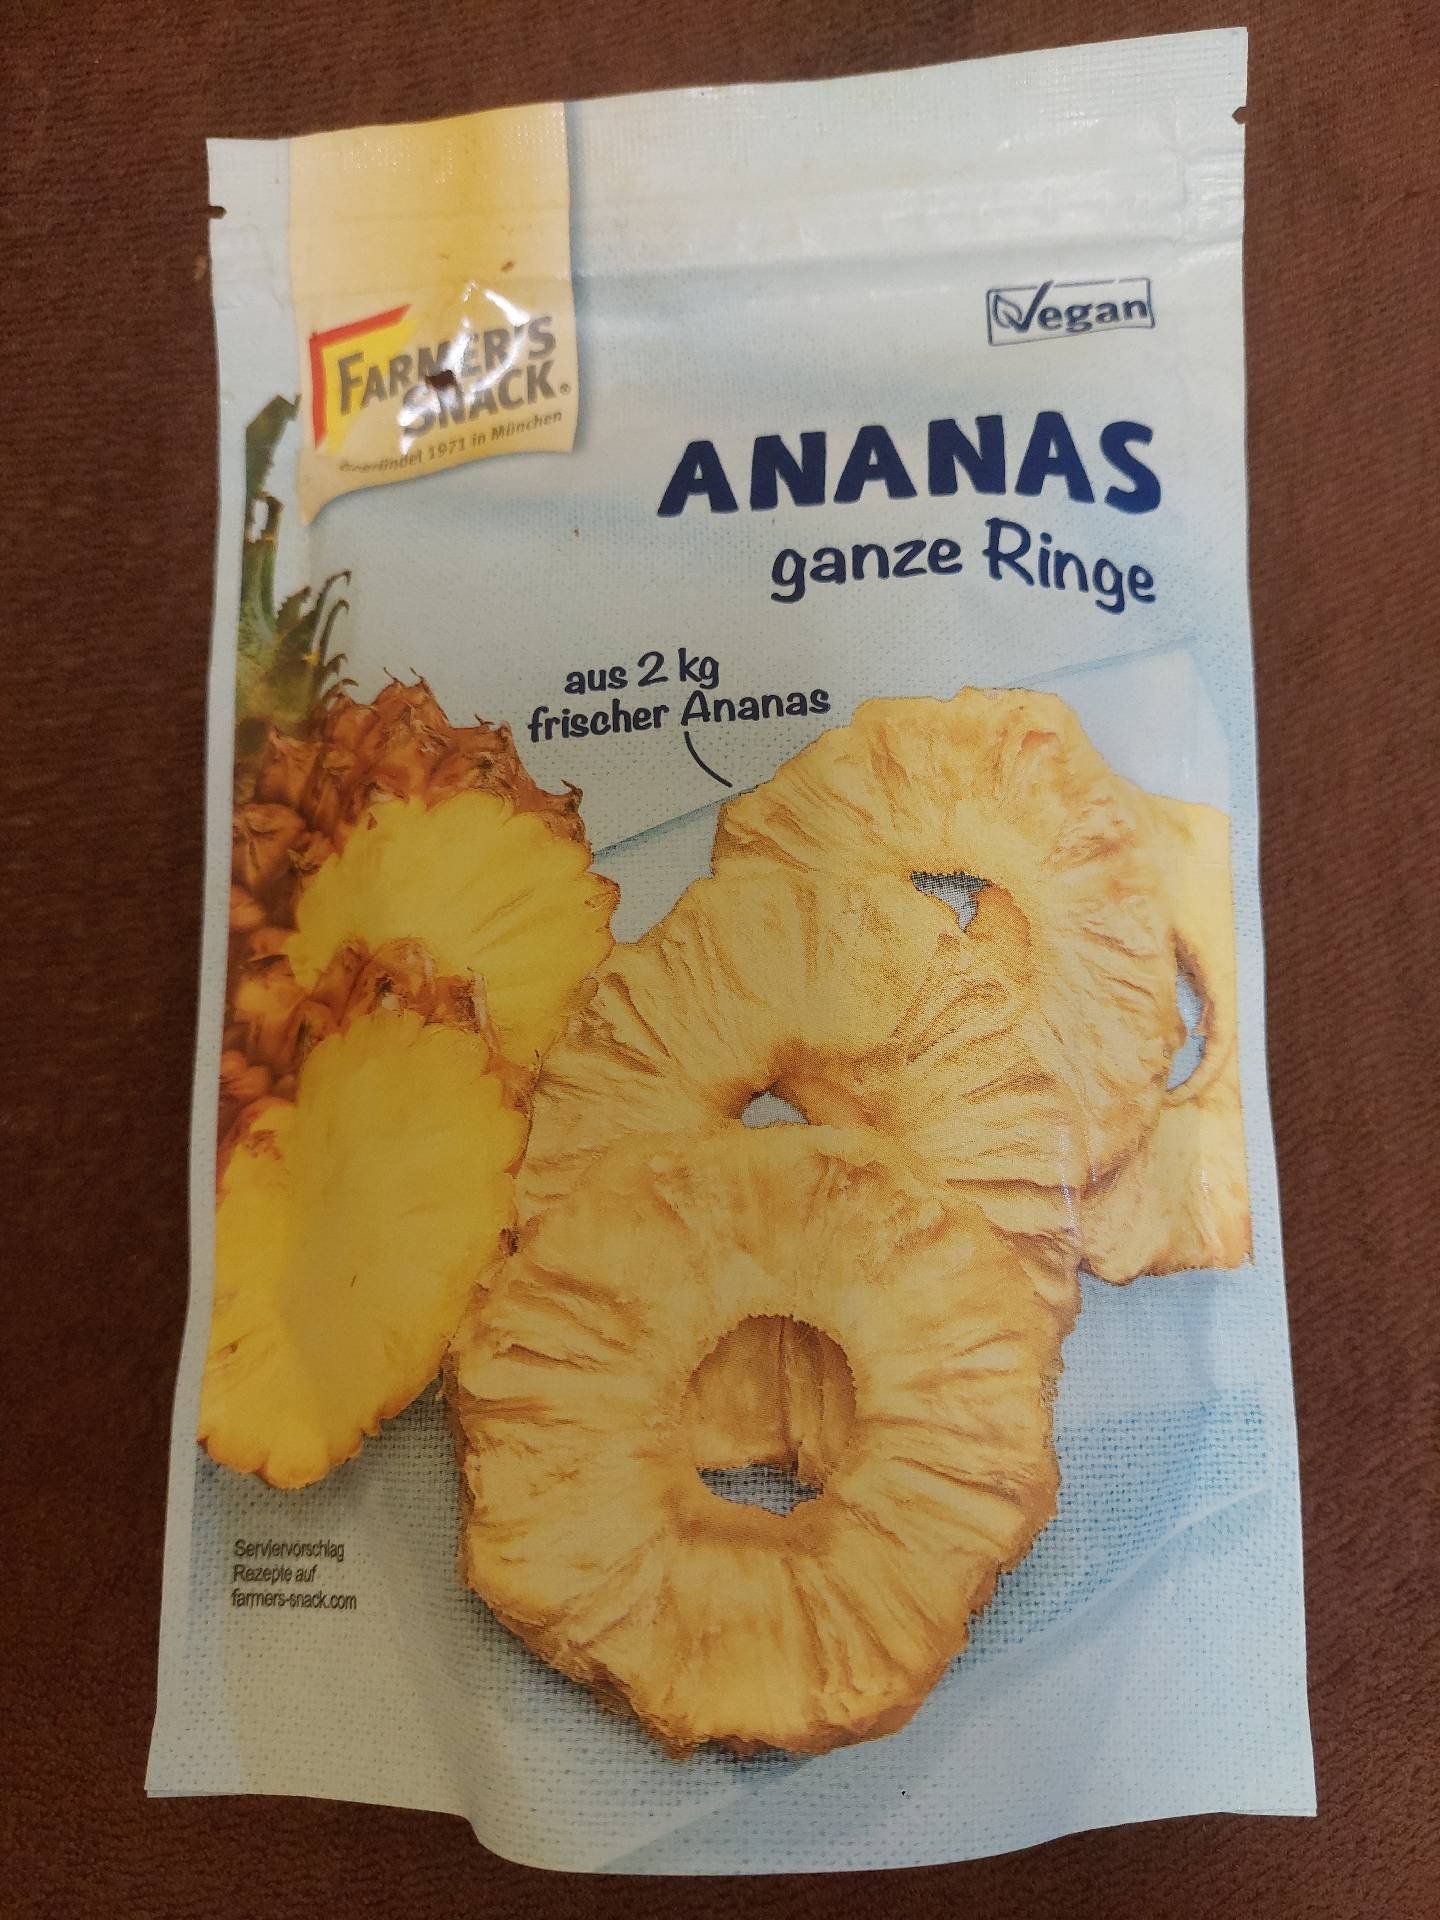 FARMER'S
SNACK®
Gegründet 1971 in München
Vegan
ANANAS
ganze Ringe
aus 2 kg
frischer Ananas
Serviervorschlag
Rezepte auf
farmers-snack.com